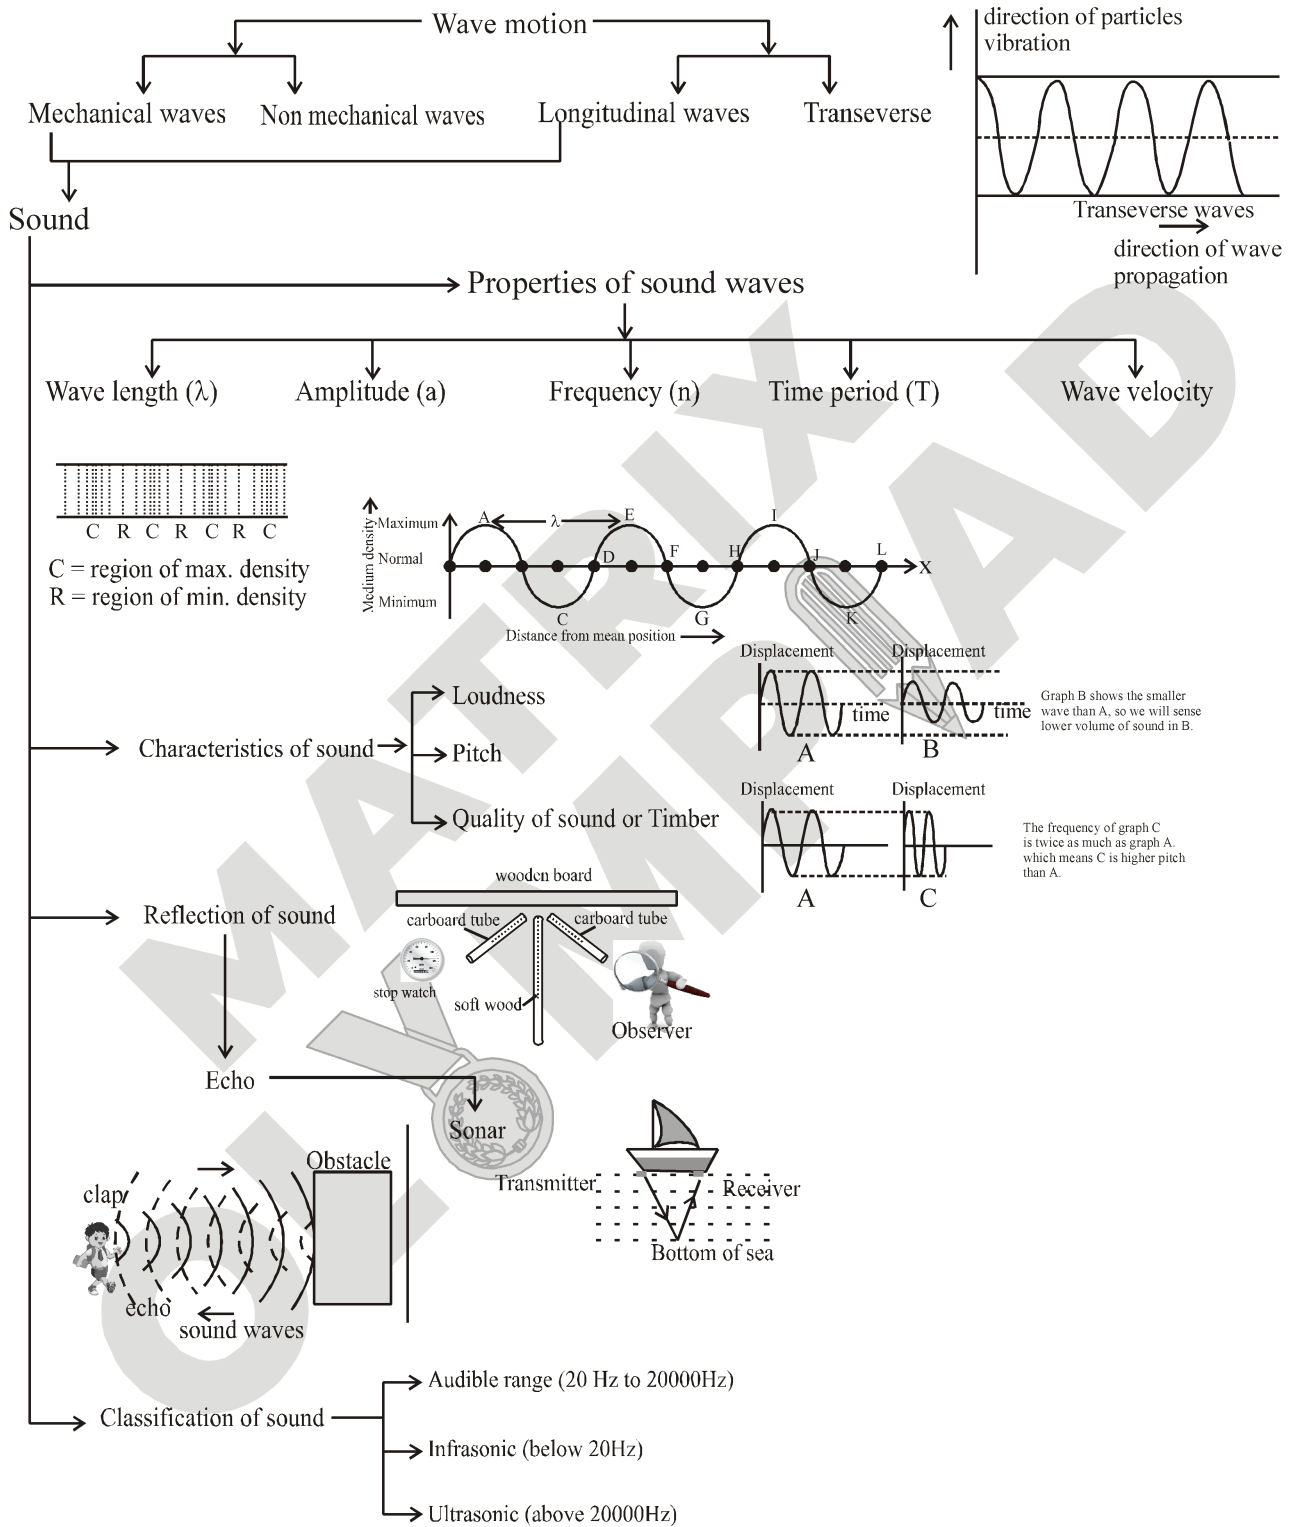 Wave motion
direction of particles
vibration
Mechanical waves
Non mechanical waves
Longitudinal waves
Transeverse
Sound
Transeverse waves
direction of wave
propagation
Properties of sound waves
Wave length (λ)
Amplitude (a)
Frequency (n)
Time period (T)
Wave velocity
C R C R C R C
C = region of max. density
R = region of min. density
Medium density
Maximum
Normal
Minimum
A
λ
E
I
D
F
H
J
L
X
C
G
K
Distance from mean position
Characteristics of sound
Loudness
Pitch
Quality of sound or Timber
Displacement
Displacement
time
time
A
B
Graph B shows the smaller
wave than A, so we will sense
lower volume of sound in B.
Displacement
Displacement
A
C
The frequency of graph C
is twice as much as graph A.
which means C is higher pitch
than A.
Reflection of sound
wooden board
carboard tube
carboard tube
stop watch
soft wood
Observer
Echo
Sonar
Transmitter
Receiver
Bottom of sea
Obstacle
clap
echo
sound waves
Classification of sound
Audible range (20 Hz to 20000Hz)
Infrasonic (below 20Hz)
Ultrasonic (above 20000Hz)
MATRIX
OLYMPIAD